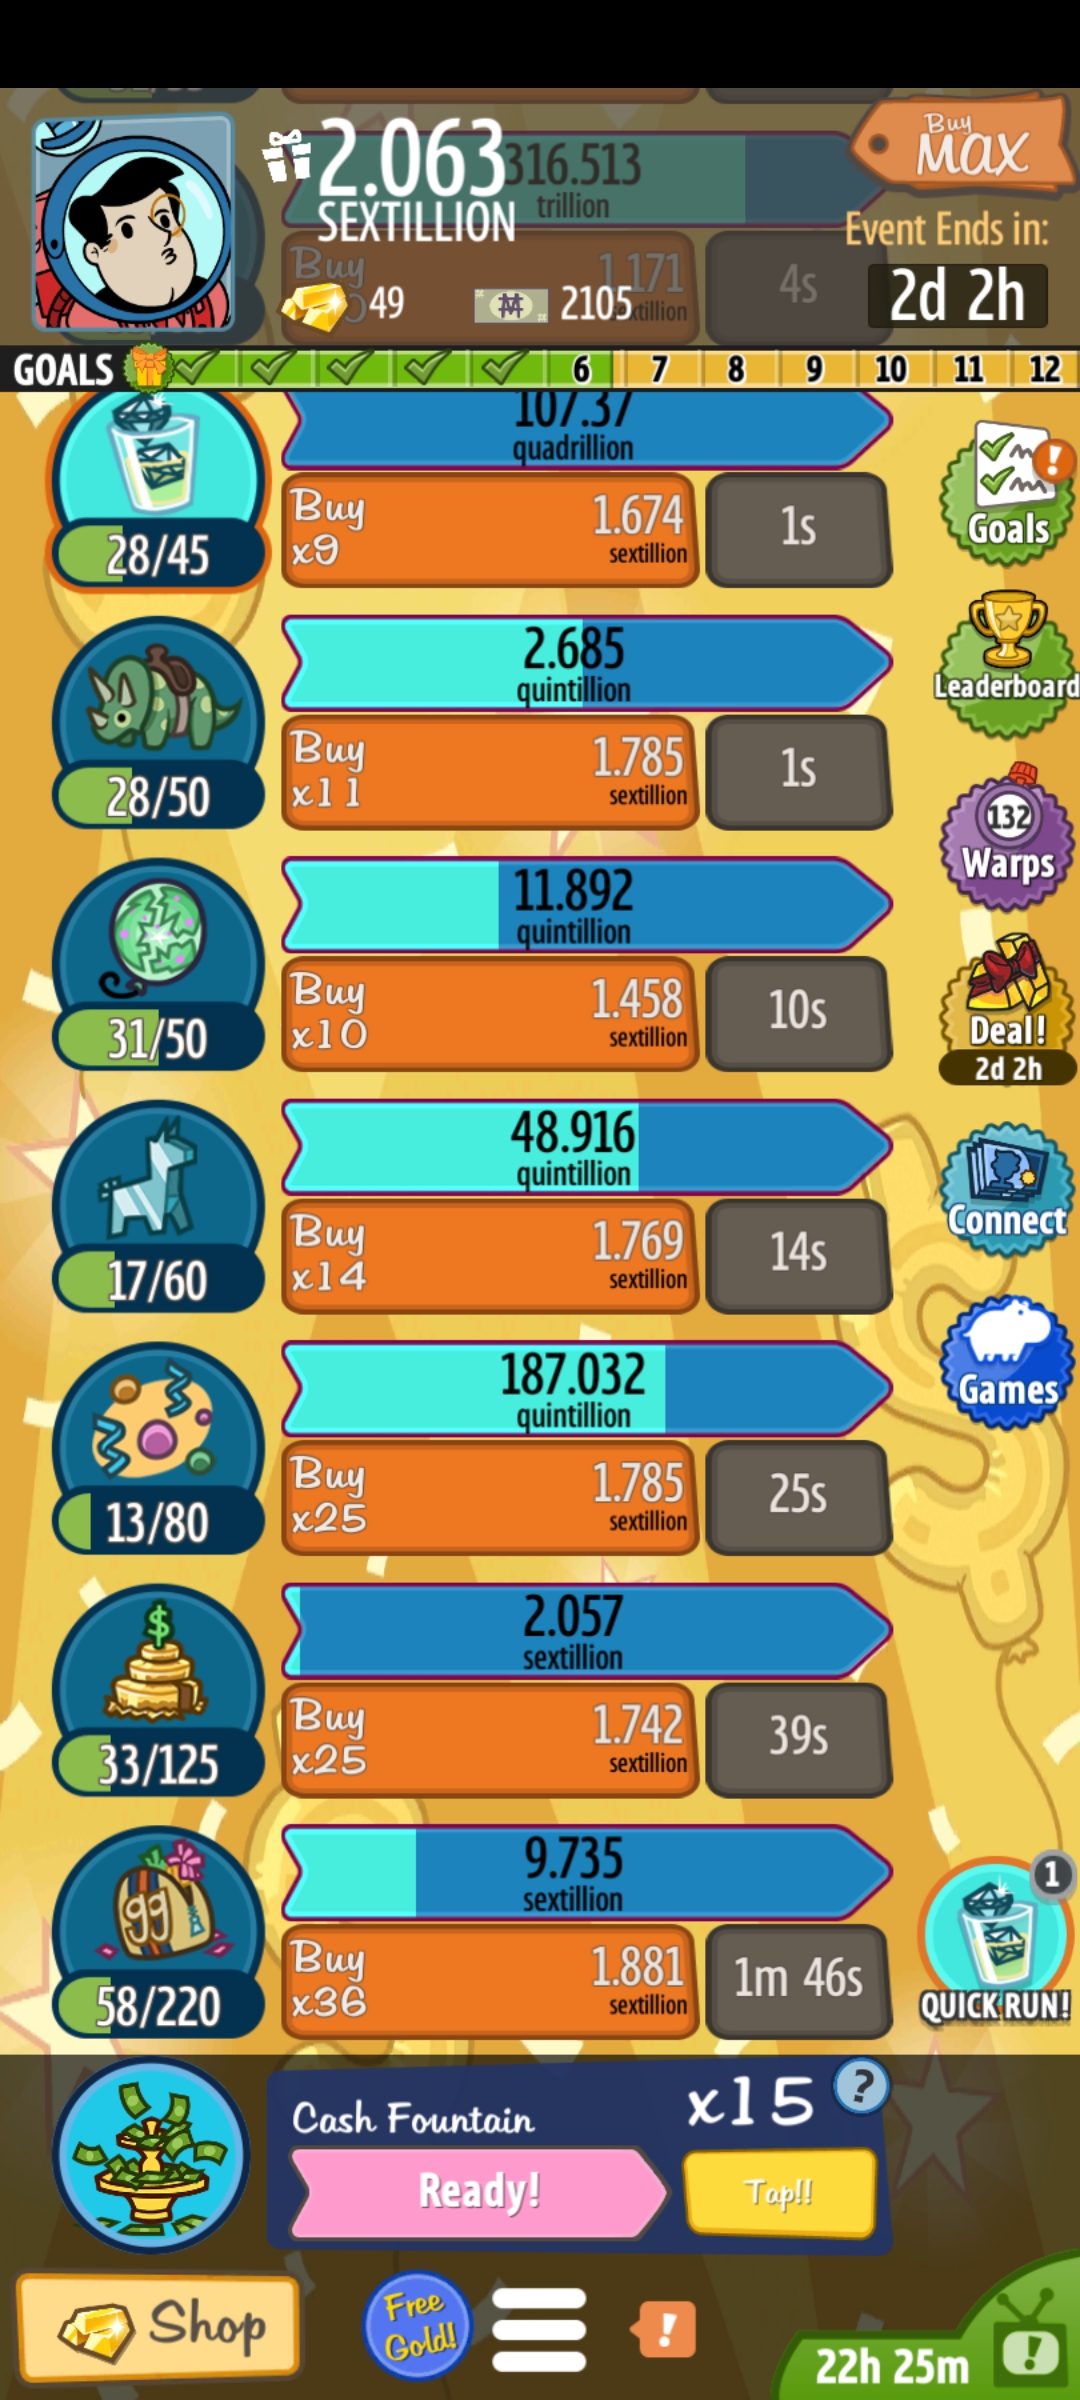 2.063
SEXTILLION
316.513
trillion
Buy
MAX
Event Ends in:
2d 2h
49
2105
Buy
1.171
4s
GOALS
6 7 8 9 10 11 12
107.37
quadrillion
28/45
Buy
x9
1.674
sextillion
1s
Goals
2.685
quintillion
28/50
Buy
x11
1.785
sextillion
1s
Leaderboard
11.892
quintillion
31/50
Buy
x10
1.458
sextillion
10s
132
Warps
Deal!
2d 2h
48.916
quintillion
17/60
Buy
x14
1.769
sextillion
14s
Connect
187.032
quintillion
13/80
Buy
x25
1.785
sextillion
25s
Games
$
2.057
sextillion
33/125
Buy
x25
1.742
sextillion
39s
gg
9.735
sextillion
58/220
Buy
x36
1.881
sextillion
1m 46s
1
QUICK RUN!
Cash Fountain
x15
?
Ready!
Tap!!
Shop
Free
Gold!
!
22h 25m
!